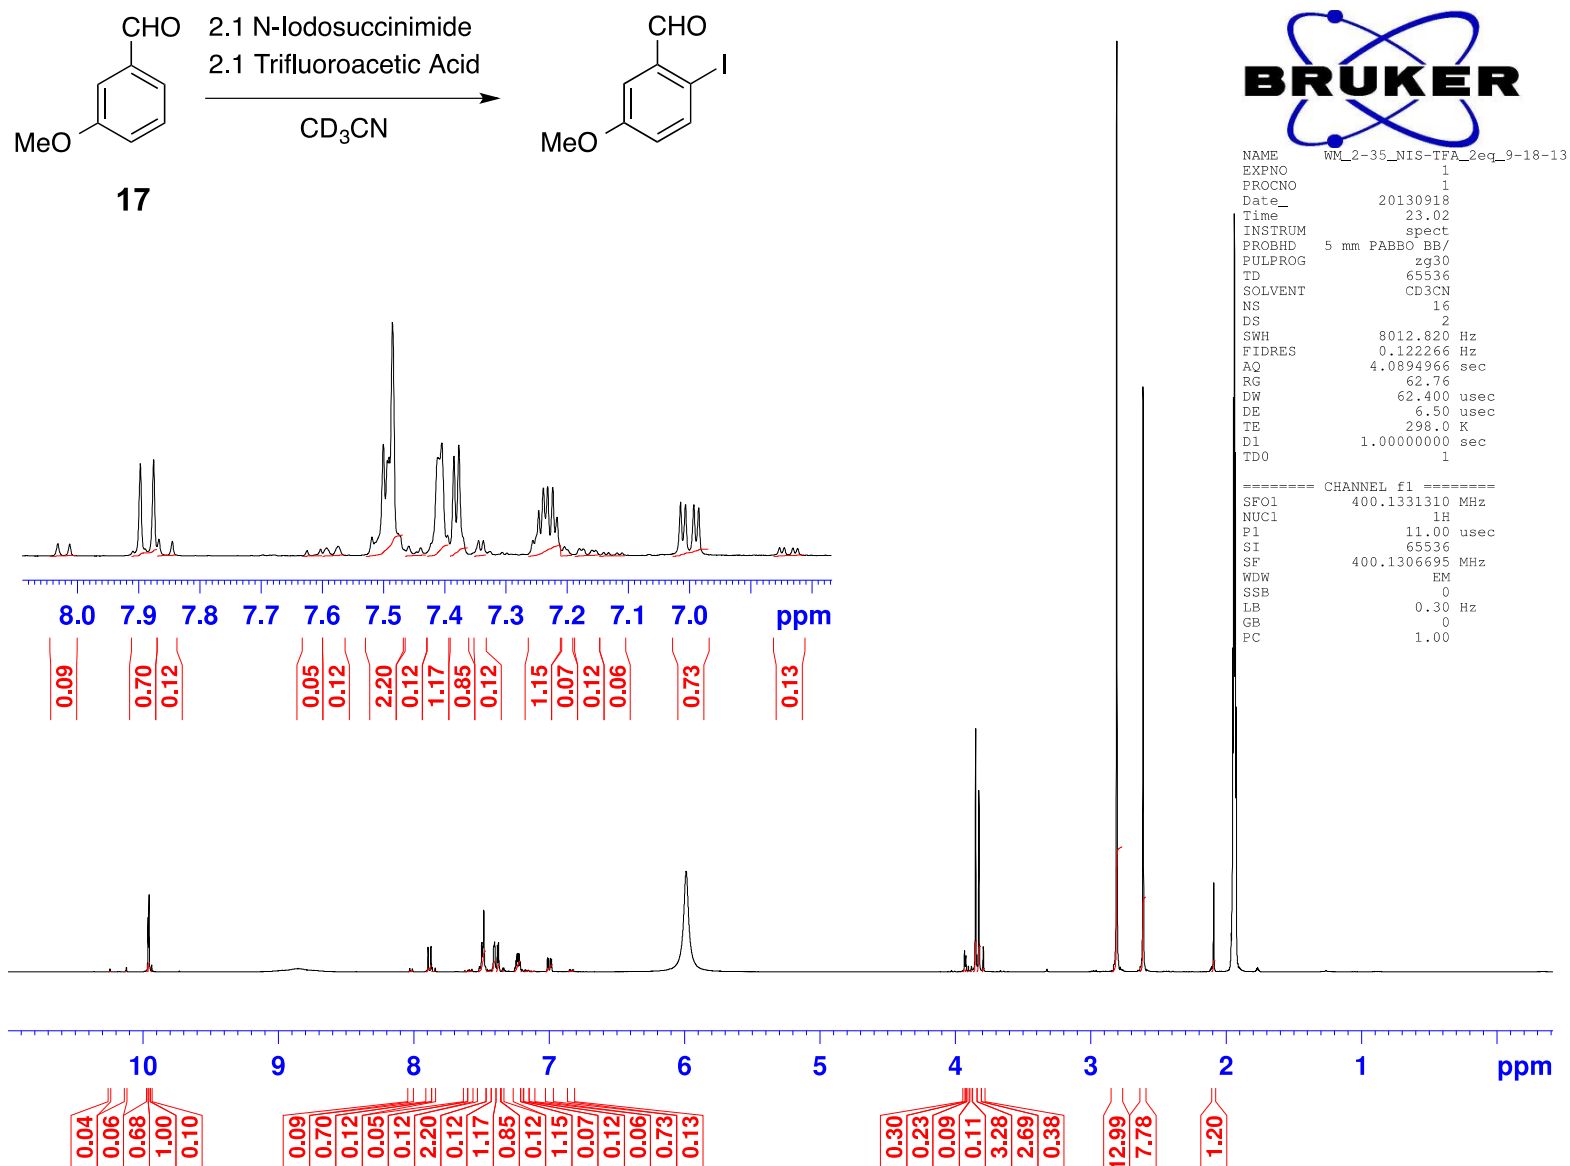 CHO
2.1 N-Iodosuccinimide
2.1 Trifluoroacetic Acid
CD3CN
MeO
17
CHO
I
MeO
BRUKER
NAME WM_2-35_NIS-TFA_2eq_9-18-13
EXPNO 1
PROCNO 1
Date_ 20130918
Time 23.02
INSTRUM spect
PROBHD 5 mm PABBO BB/
PULPROG zg30
TD 65536
SOLVENT CD3CN
NS 16
DS 2
SWH 8012.820 Hz
FIDRES 0.122266 Hz
AQ 4.0894966 sec
RG 62.76
DW 62.400 usec
DE 6.50 usec
TE 298.0 K
D1 1.00000000 sec
TD0 1
======== CHANNEL f1 ========
SFO1 400.1331310 MHz
NUC1 1H
P1 11.00 usec
SI 65536
SF 400.1306695 MHz
WDW EM
SSB 0
LB 0.30 Hz
GB 0
PC 1.00
8.0 7.9 7.8 7.7 7.6 7.5 7.4 7.3 7.2 7.1 7.0 ppm
0.09 0.70 0.12 0.05 0.12 2.20 0.12 1.17 0.85 0.12 1.15 0.07 0.12 0.06 0.73 0.13
10 9 8 7 6 5 4 3 2 1 ppm
0.04 0.06 0.68 1.00 0.10 0.09 0.70 0.12 0.05 0.12 2.20 0.12 1.17 0.85 0.12 1.15 0.07 0.12 0.06 0.73 0.13 0.30 0.23 0.09 0.11 3.28 2.69 0.38 12.99 7.78 1.20